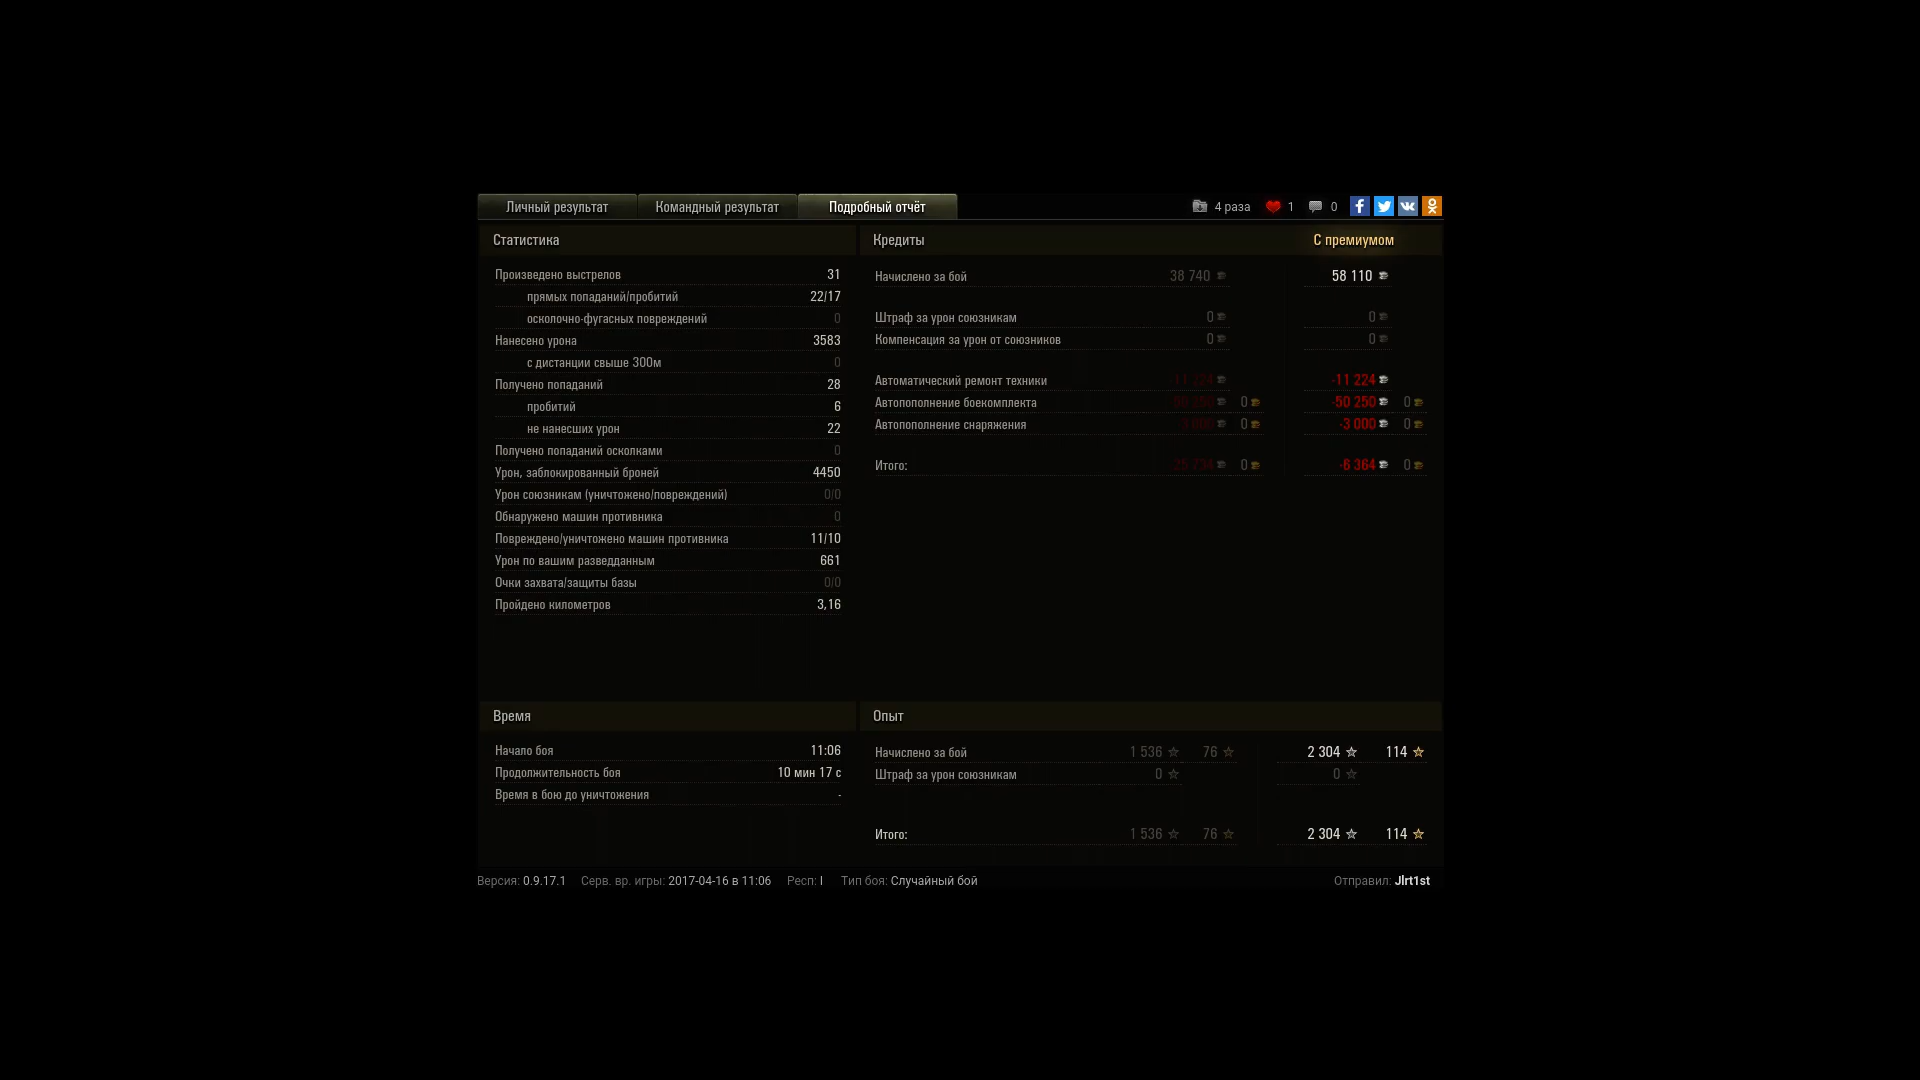 Личный результат Командный результат Подробный отчёт 4 раза 1 0
Статистика
Произведено выстрелов 31
прямых попаданий/пробитий 22/17
осколочно-фугасных повреждений 0
Нанесено урона 3583
с дистанции свыше 300м 0
Получено попаданий 28
пробитий 6
не нанесших урон 22
Получено попаданий осколками 0
Урон, заблокированный броней 4450
Урон союзникам (уничтожено/повреждений) 0/0
Обнаружено машин противника 0
Повреждено/уничтожено машин противника 11/10
Урон по вашим разведданным 661
Очки захвата/защиты базы 0/0
Пройдено километров 3,16
Кредиты С премиумом
Начислено за бой 38 740 58 110
Штраф за урон союзникам 0 0
Компенсация за урон от союзников 0 0
Автоматический ремонт техники -11 224 -11 224
Автопополнение боекомплекта 0 -50 250 0
Автопополнение снаряжения 0 -3 000 0
Итого: 0 -6 364 0
Время
Начало боя 11:06
Продолжительность боя 10 мин 17 с
Время в бою до уничтожения -
Опыт
Начислено за бой 1 536 76 2 304 114
Штраф за урон союзникам 0 0
Итого: 1 536 76 2 304 114
Версия: 0.9.17.1 Серв. вр. игры: 2017-04-16 в 11:06 Респ: I Тип боя: Случайный бой Отправил: Jlrt1st